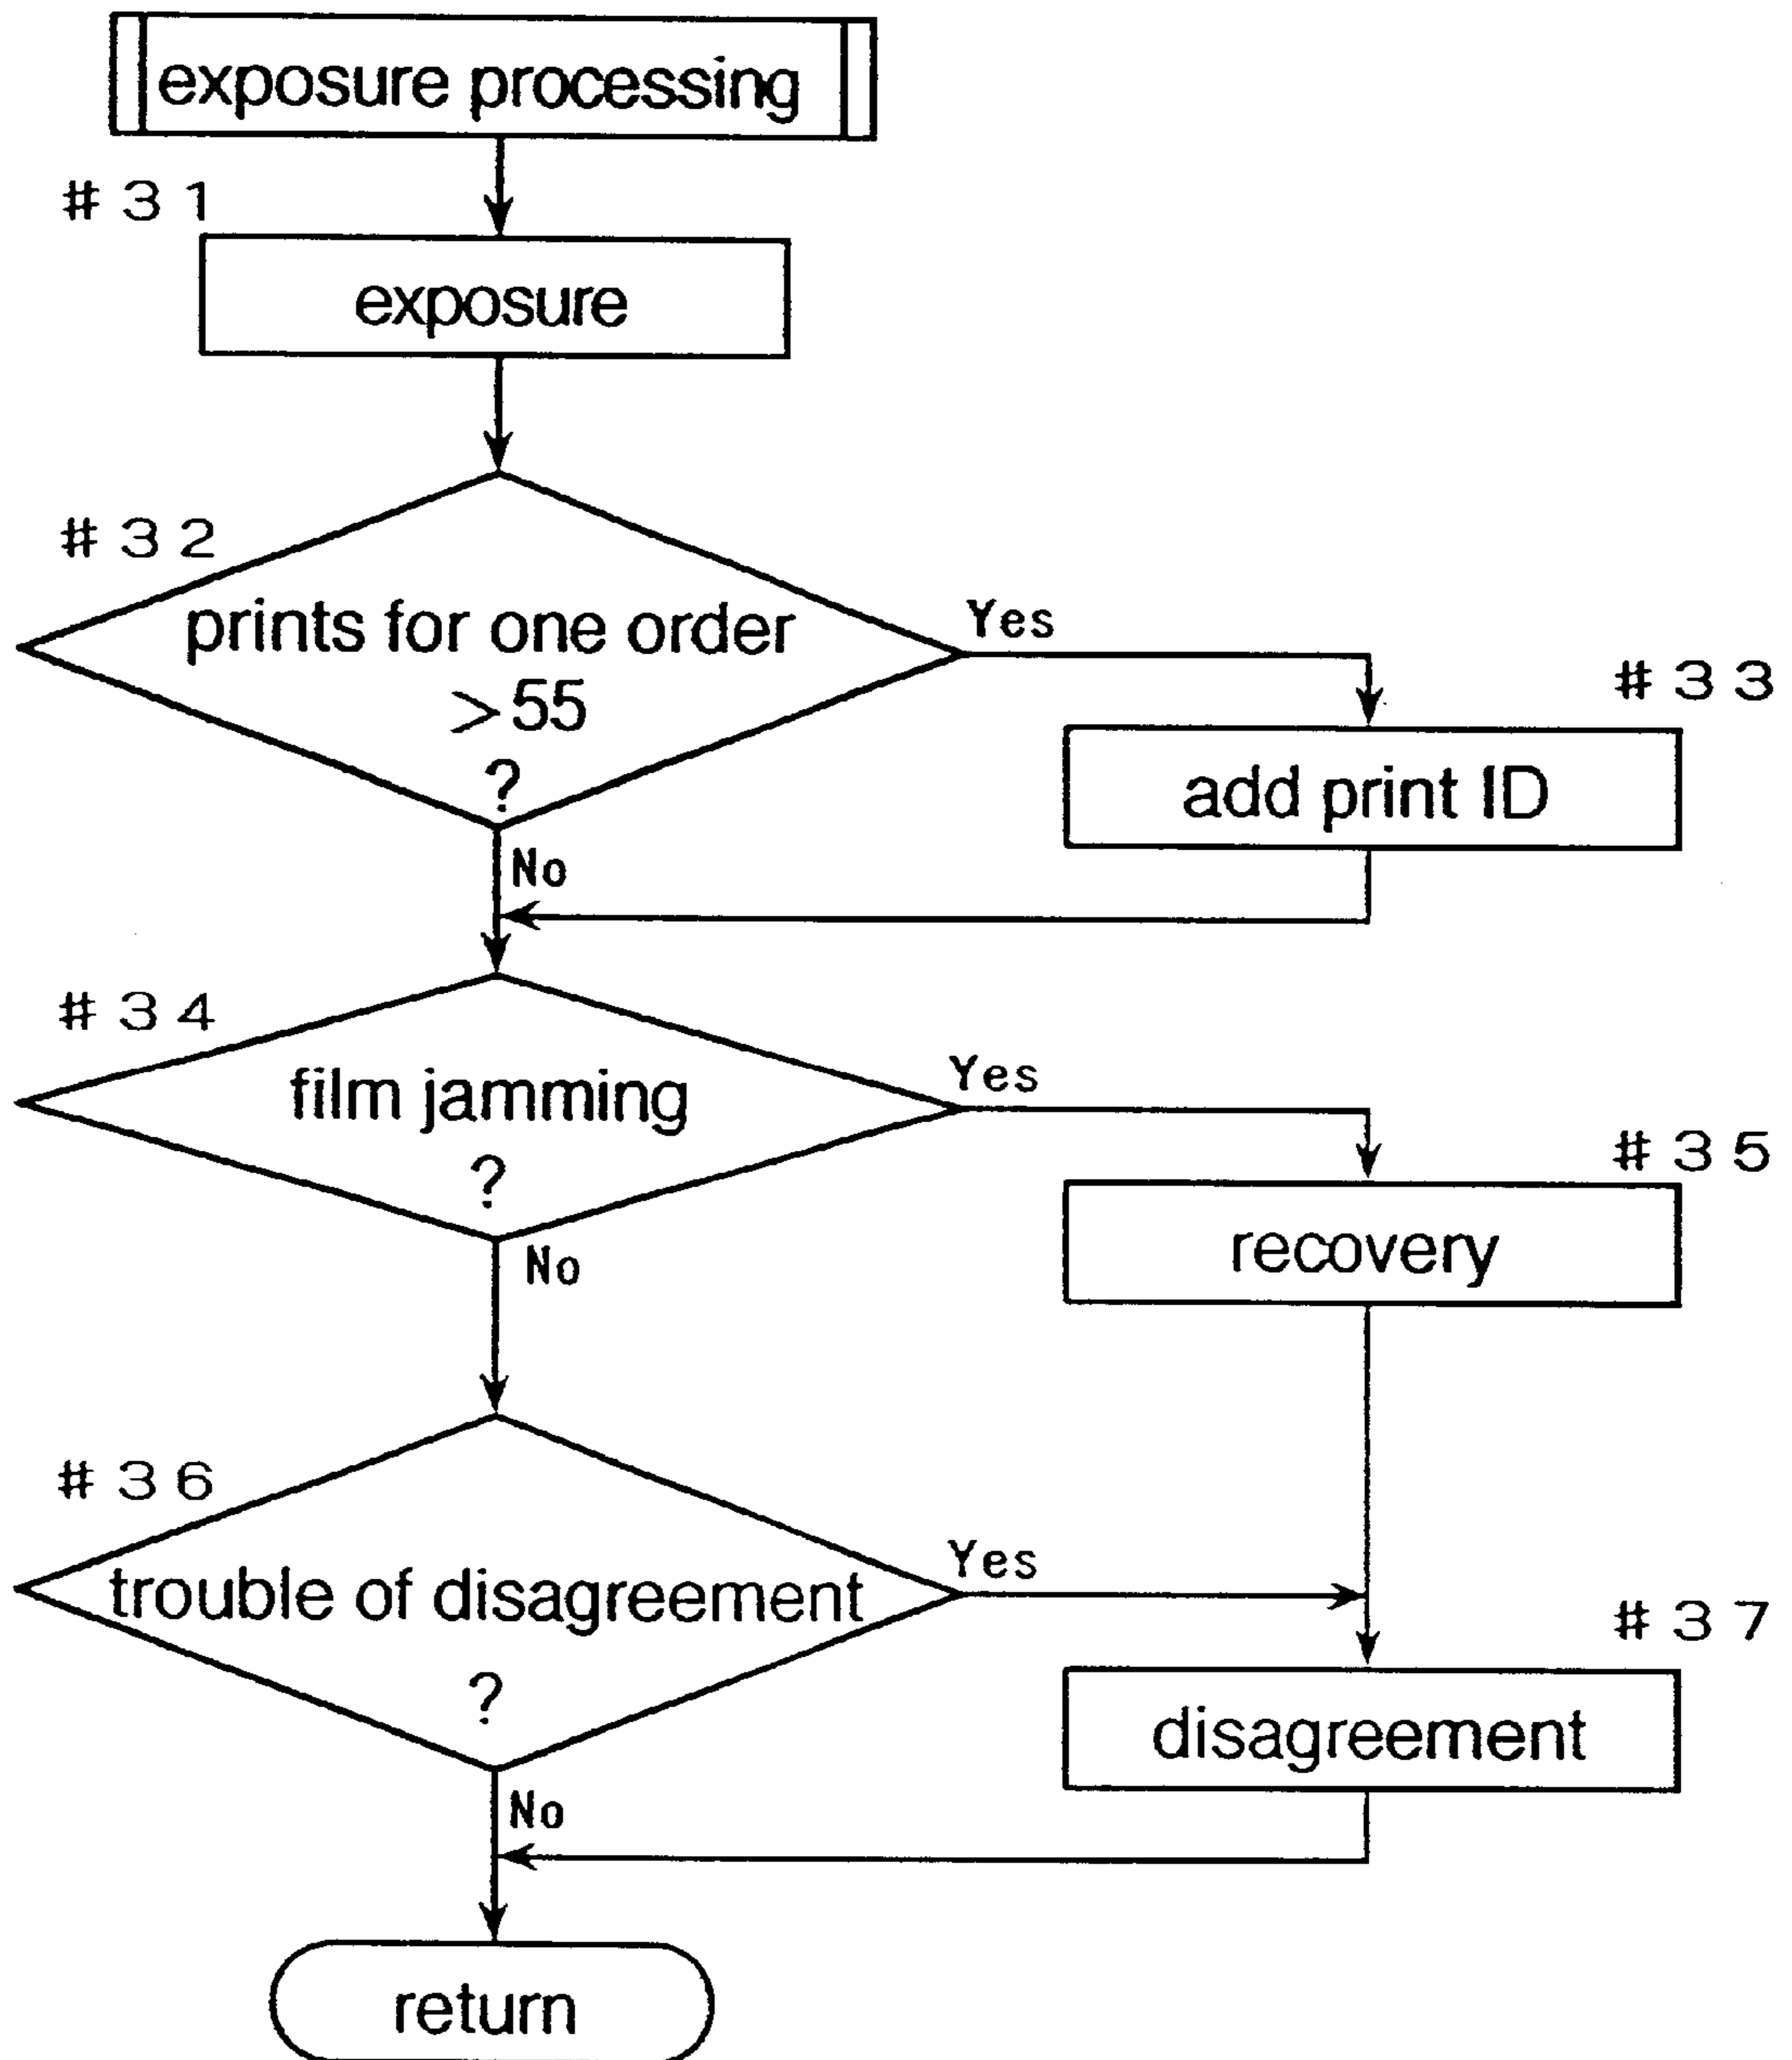 exposure processing
#31
exposure
#32
prints for one order
>55
?
Yes
#33
add print ID
No
#34
film jamming
?
Yes
#35
recovery
No
#36
trouble of disagreement
?
Yes
#37
disagreement
No
return